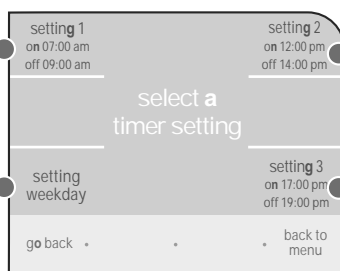 setting 1
on 07:00 am
off 09:00 am
setting 2
on 12:00 pm
off 14:00 pm
select a
timer setting
setting
weekday
setting 3
on 17:00 pm
off 19:00 pm
go back
back to
menu